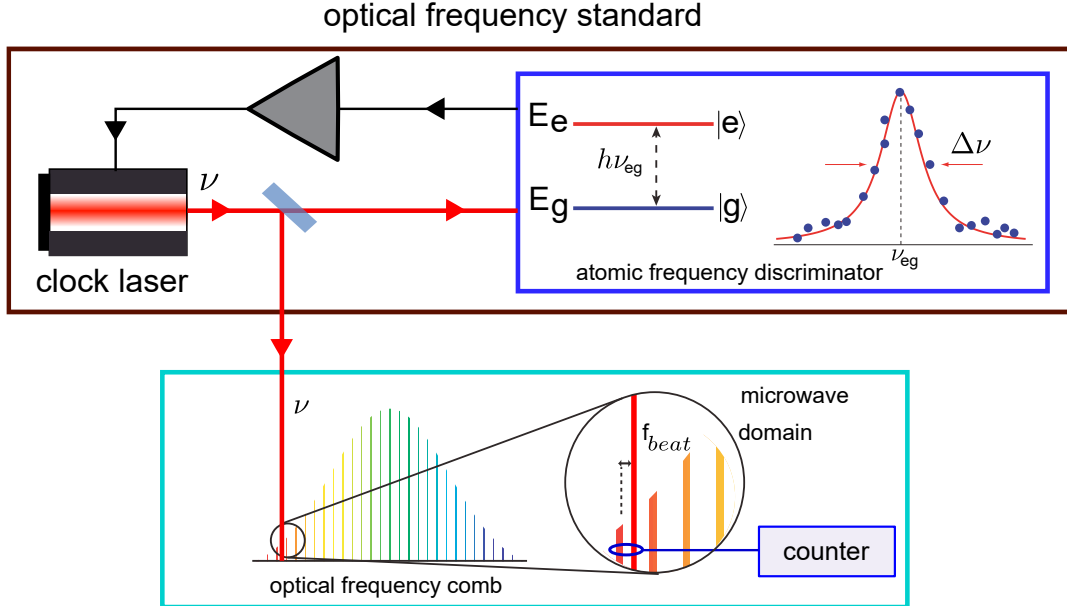 optical frequency standard
E_e |e⟩
hν_eg
Δν
ν
E_g |g⟩
clock laser
atomic frequency discriminator
ν_eg
ν
microwave
f_beat domain
counter
optical frequency comb